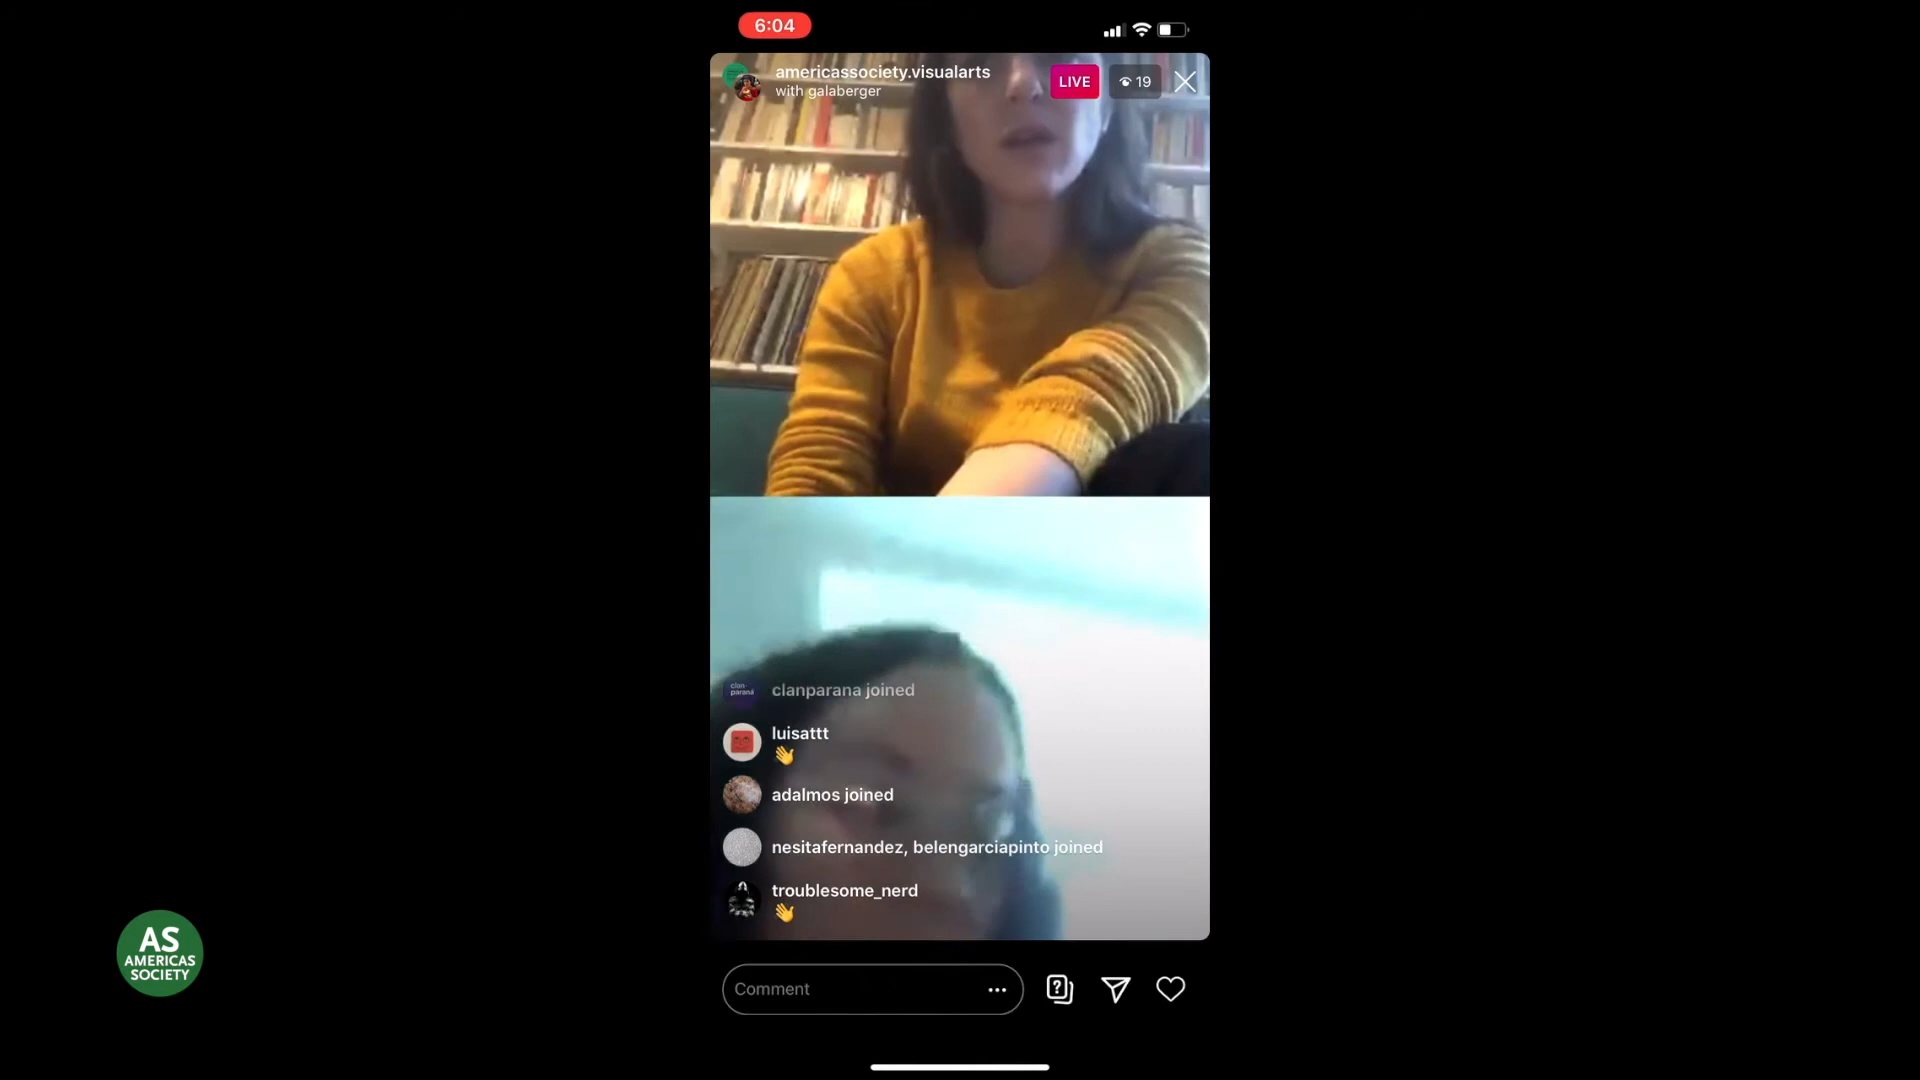 6:04
americassociety.visualarts
with galaberger
LIVE
19
clanparaná
clanparana joined
luisattt
adalmos joined
nesitafernandez, belengarciapinto joined
troublesome_nerd
Comment
AS
AMERICAS
SOCIETY